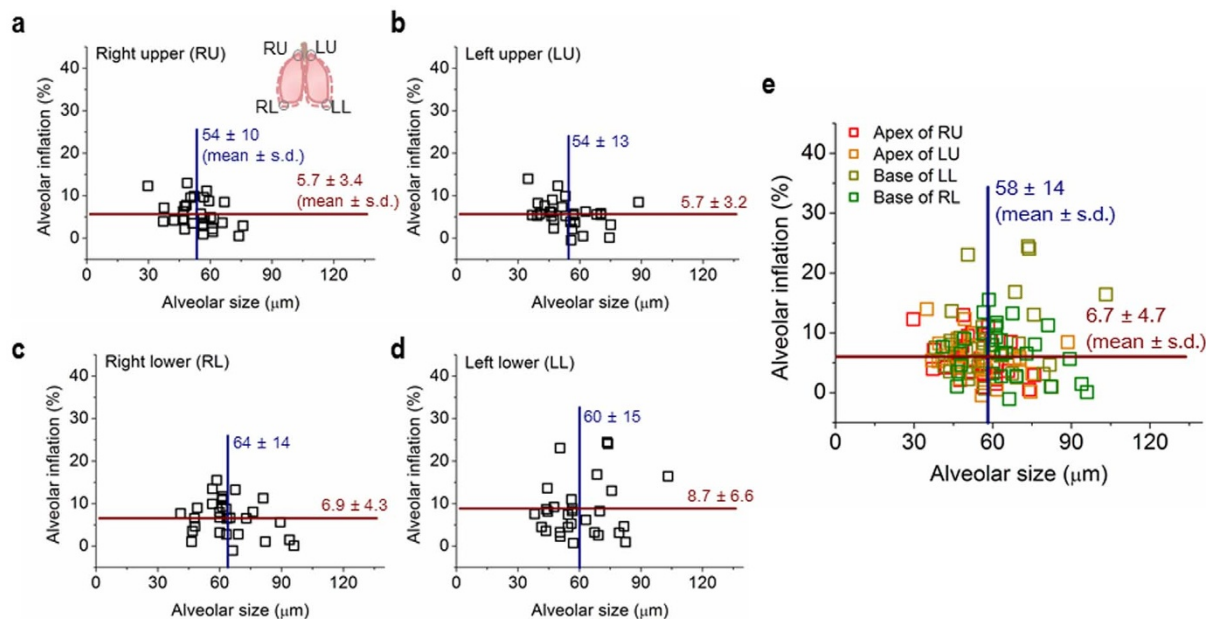 a
Right upper (RU)
RU LU
RL LL
Alveolar inflation (%)
40
30
20
10
0
54 ± 10
(mean ± s.d.)
5.7 ± 3.4
(mean ± s.d.)
0 30 60 90 120
Alveolar size (μm)
b
Left upper (LU)
Alveolar inflation (%)
40
30
20
10
0
54 ± 13
5.7 ± 3.2
0 30 60 90 120
Alveolar size (μm)
c
Right lower (RL)
Alveolar inflation (%)
40
30
20
10
0
64 ± 14
6.9 ± 4.3
0 30 60 90 120
Alveolar size (μm)
d
Left lower (LL)
Alveolar inflation (%)
40
30
20
10
0
60 ± 15
8.7 ± 6.6
0 30 60 90 120
Alveolar size (μm)
e
Apex of RU
Apex of LU
Base of LL
Base of RL
Alveolar inflation (%)
40
30
20
10
0
58 ± 14
(mean ± s.d.)
6.7 ± 4.7
(mean ± s.d.)
0 30 60 90 120
Alveolar size (μm)